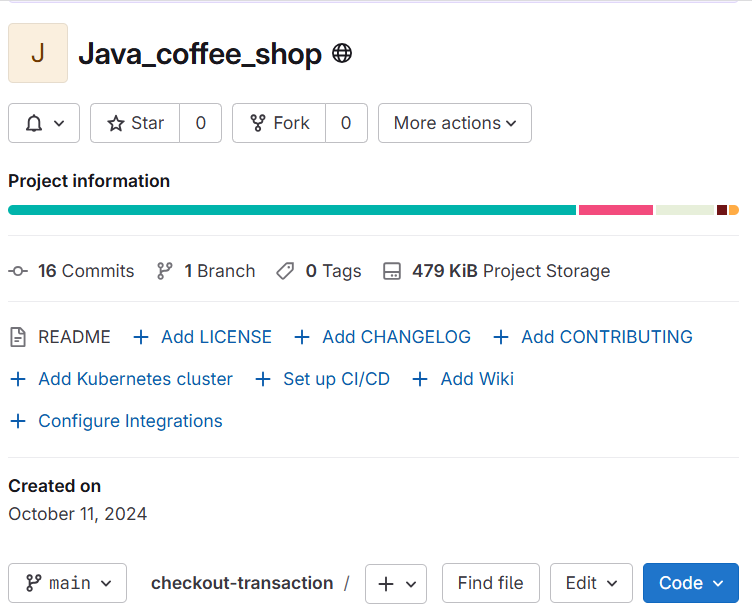 J Java_coffee_shop
Star 0 Fork 0 More actions
Project information
16 Commits 1 Branch 0 Tags 479 KiB Project Storage
README Add LICENSE Add CHANGELOG Add CONTRIBUTING
Add Kubernetes cluster Set up CI/CD Add Wiki
Configure Integrations
Created on
October 11, 2024
main checkout-transaction / + Find file Edit Code